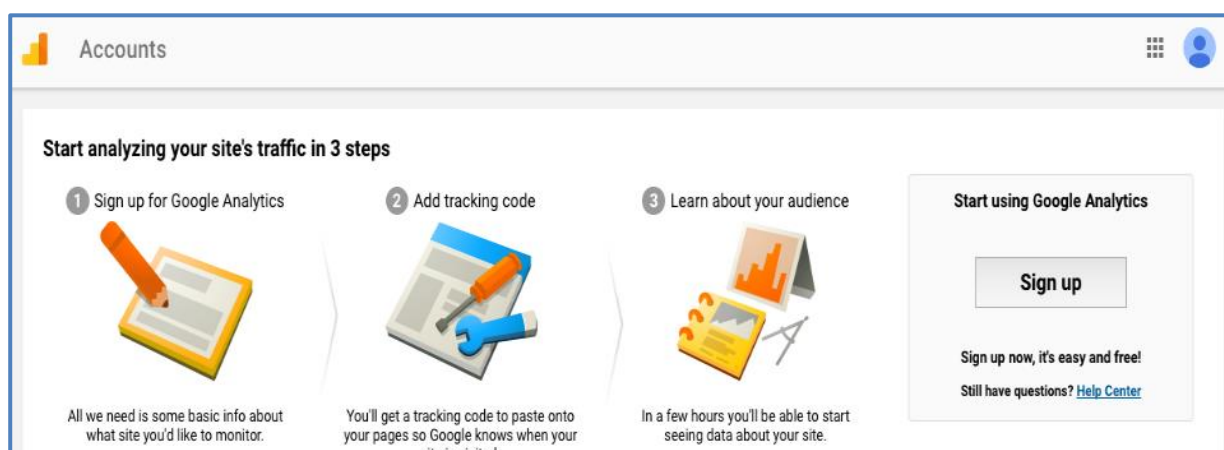 Accounts
Start analyzing your site's traffic in 3 steps
1 Sign up for Google Analytics
All we need is some basic info about
what site you'd like to monitor.
2 Add tracking code
You'll get a tracking code to paste onto
your pages so Google knows when your
3 Learn about your audience
In a few hours you'll be able to start
seeing data about your site.
Start using Google Analytics
Sign up
Sign up now, it's easy and free!
Still have questions? Help Center